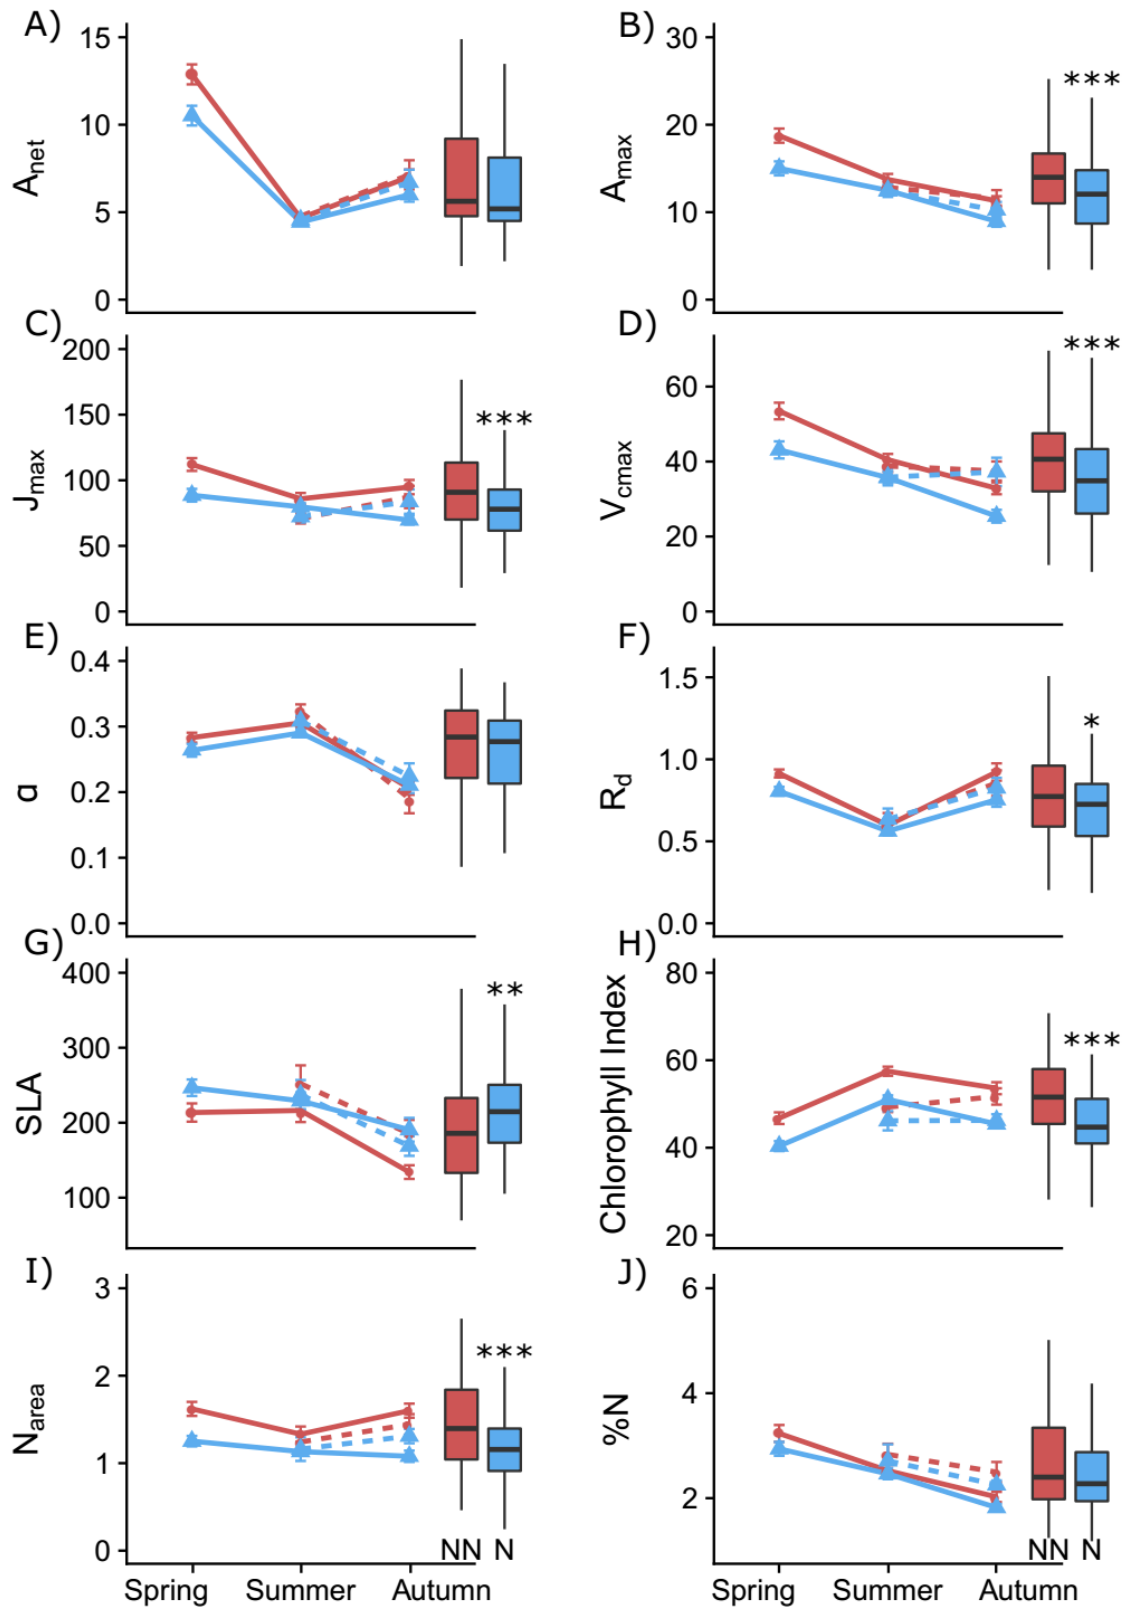 A)
15
10
5
0
Anet
B)
30
20
10
0
Amax
***
C)
200
150
100
50
0
Jmax
***
D)
60
40
20
0
Vcmax
***
E)
0.4
0.3
0.2
0.1
0.0
ɑ
F)
1.5
1.0
0.5
0.0
Rd
*
G)
400
300
200
100
SLA
**
H)
80
60
40
20
Chlorophyll Index
***
I)
3
2
1
0
Narea
***
NN N
Spring Summer Autumn
J)
6
4
2
%N
NN N
Spring Summer Autumn